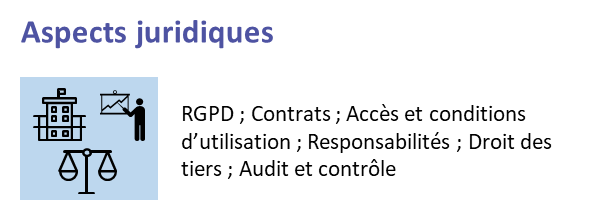 Aspects juridiques
RGPD ; Contrats ; Accès et conditions
d’utilisation ; Responsabilités ; Droit des
tiers ; Audit et contrôle